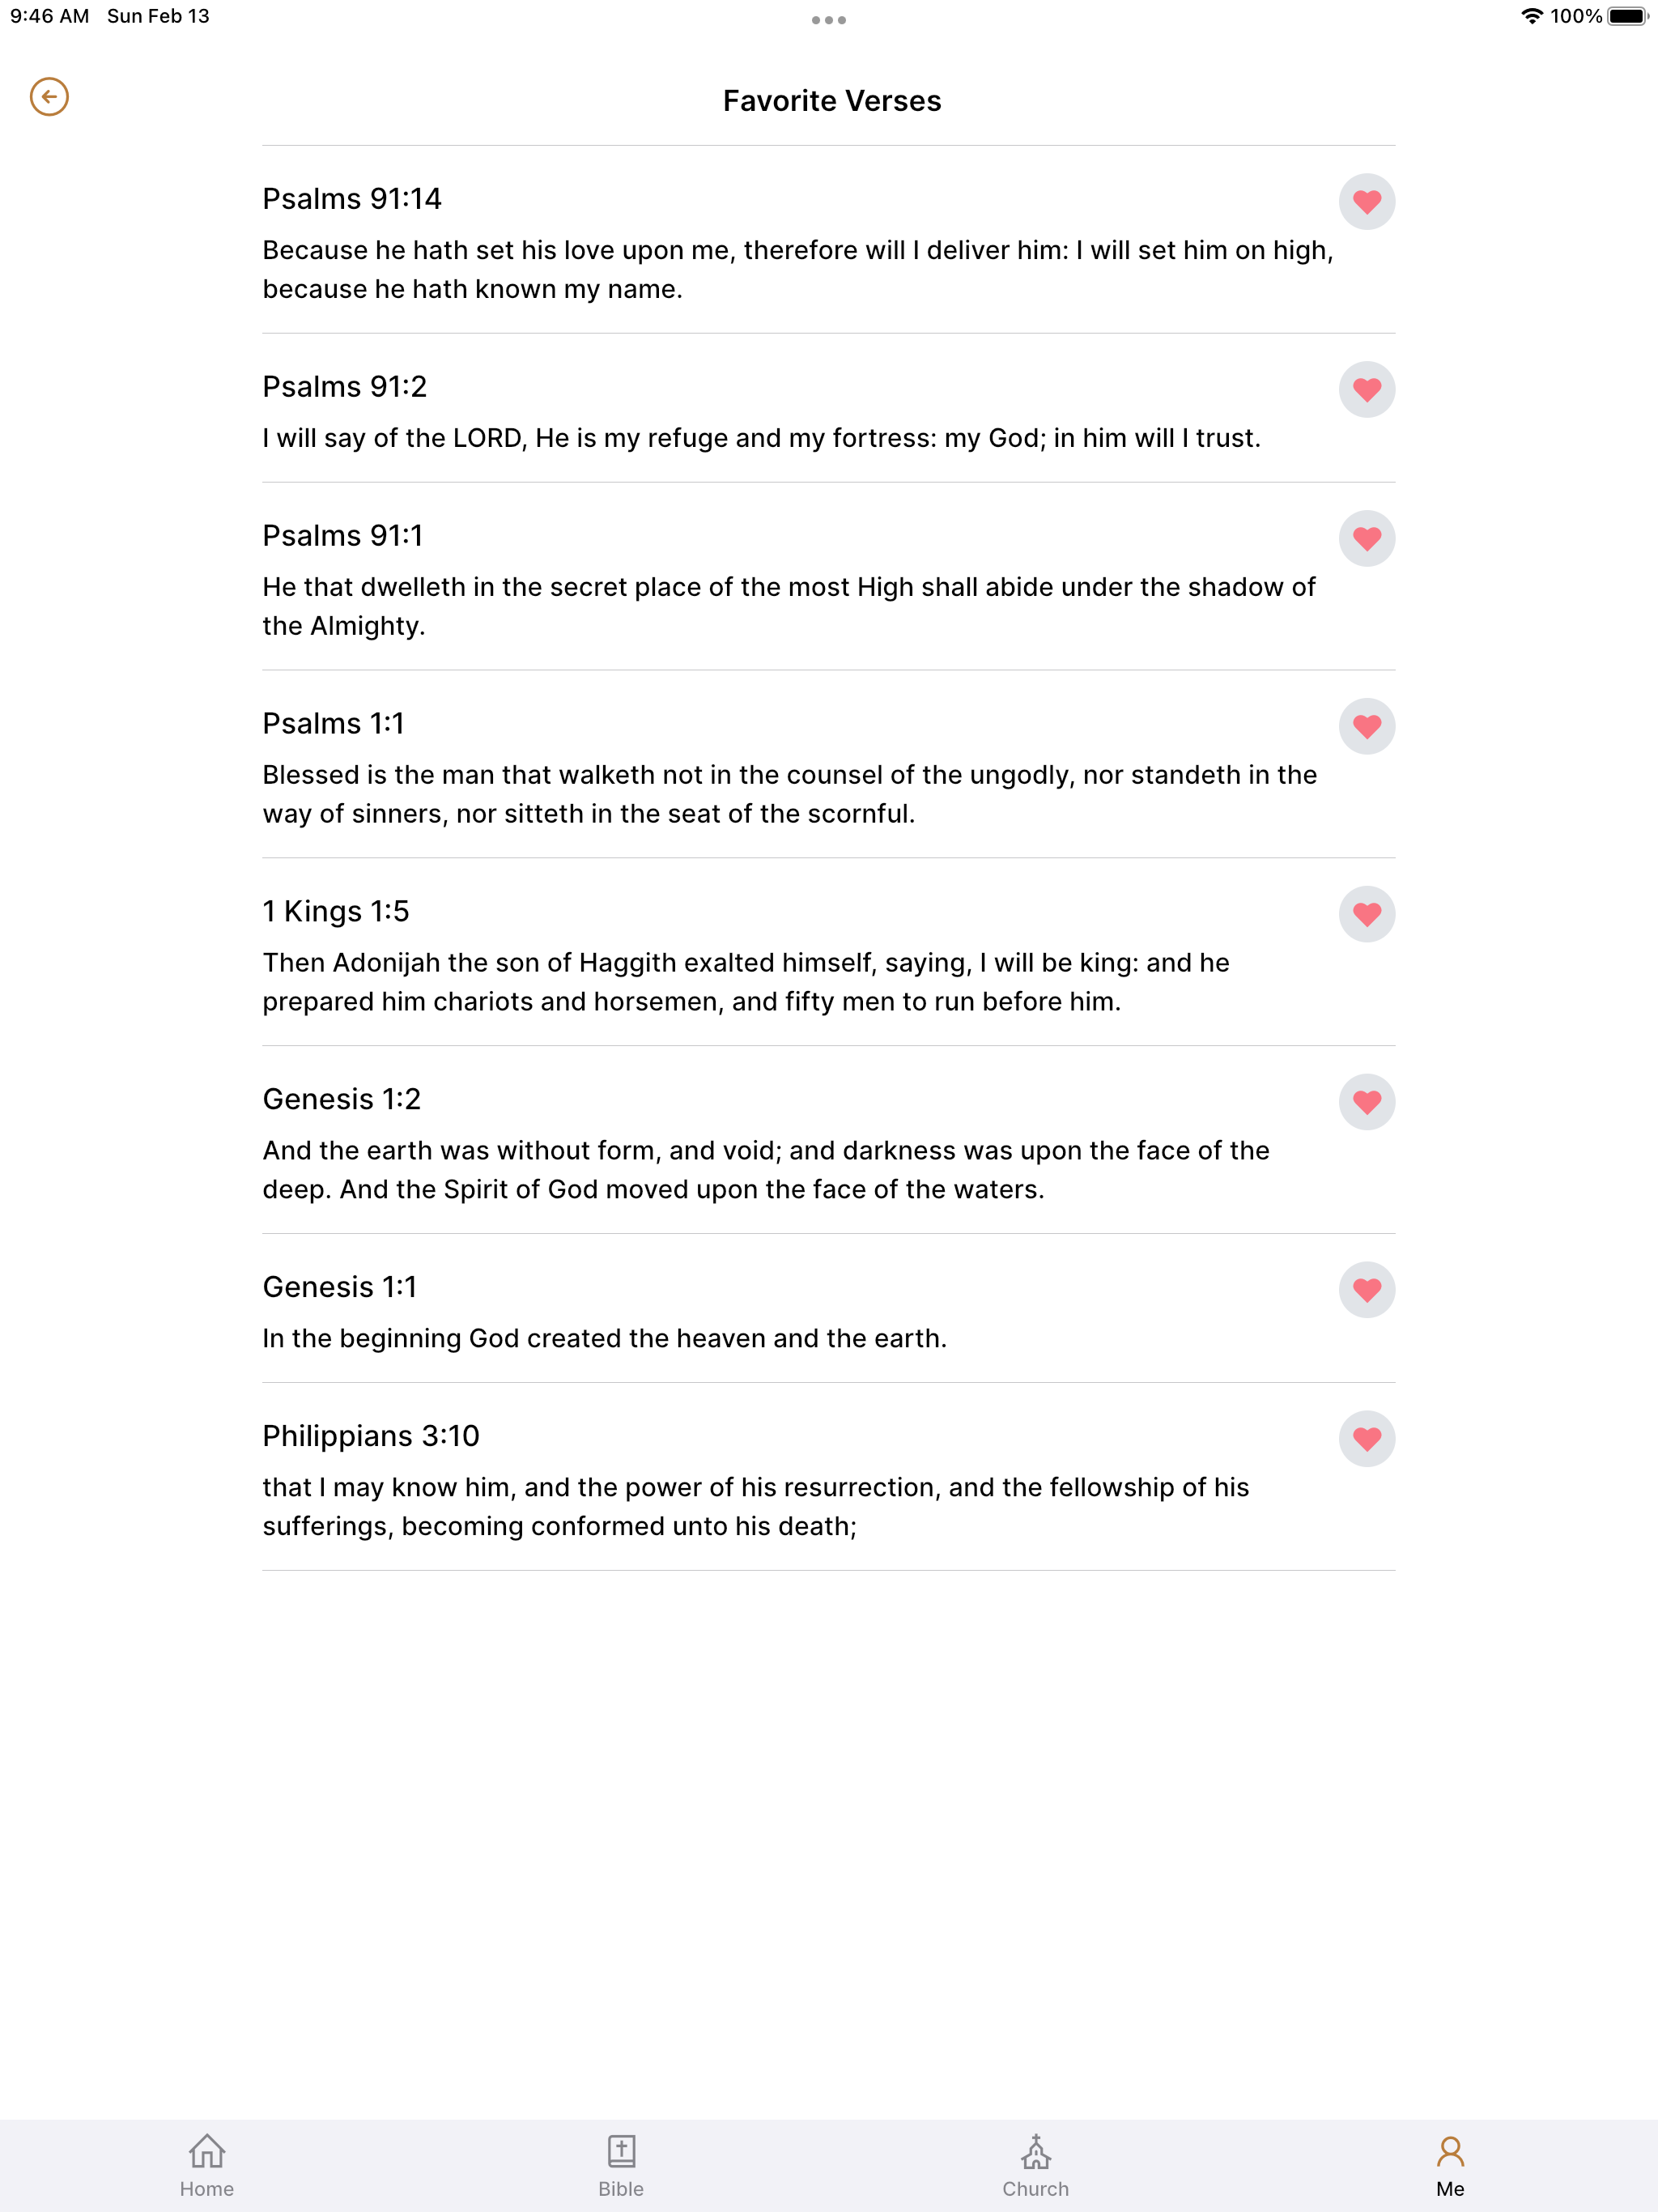 9:46 AM Sun Feb 13
100%
Favorite Verses
Psalms 91:14
Because he hath set his love upon me, therefore will I deliver him: I will set him on high,
because he hath known my name.
Psalms 91:2
I will say of the LORD, He is my refuge and my fortress: my God; in him will I trust.
Psalms 91:1
He that dwelleth in the secret place of the most High shall abide under the shadow of
the Almighty.
Psalms 1:1
Blessed is the man that walketh not in the counsel of the ungodly, nor standeth in the
way of sinners, nor sitteth in the seat of the scornful.
1 Kings 1:5
Then Adonijah the son of Haggith exalted himself, saying, I will be king: and he
prepared him chariots and horsemen, and fifty men to run before him.
Genesis 1:2
And the earth was without form, and void; and darkness was upon the face of the
deep. And the Spirit of God moved upon the face of the waters.
Genesis 1:1
In the beginning God created the heaven and the earth.
Philippians 3:10
that I may know him, and the power of his resurrection, and the fellowship of his
sufferings, becoming conformed unto his death;
Home
Bible
Church
Me